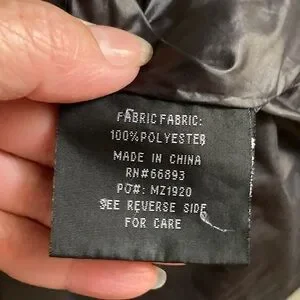 FABRIC FABRIC:
100%POLYESTER
MADE IN CHINA
RN#66893
PO#: MZ1920
SEE REVERSE SIDE
FOR CARE